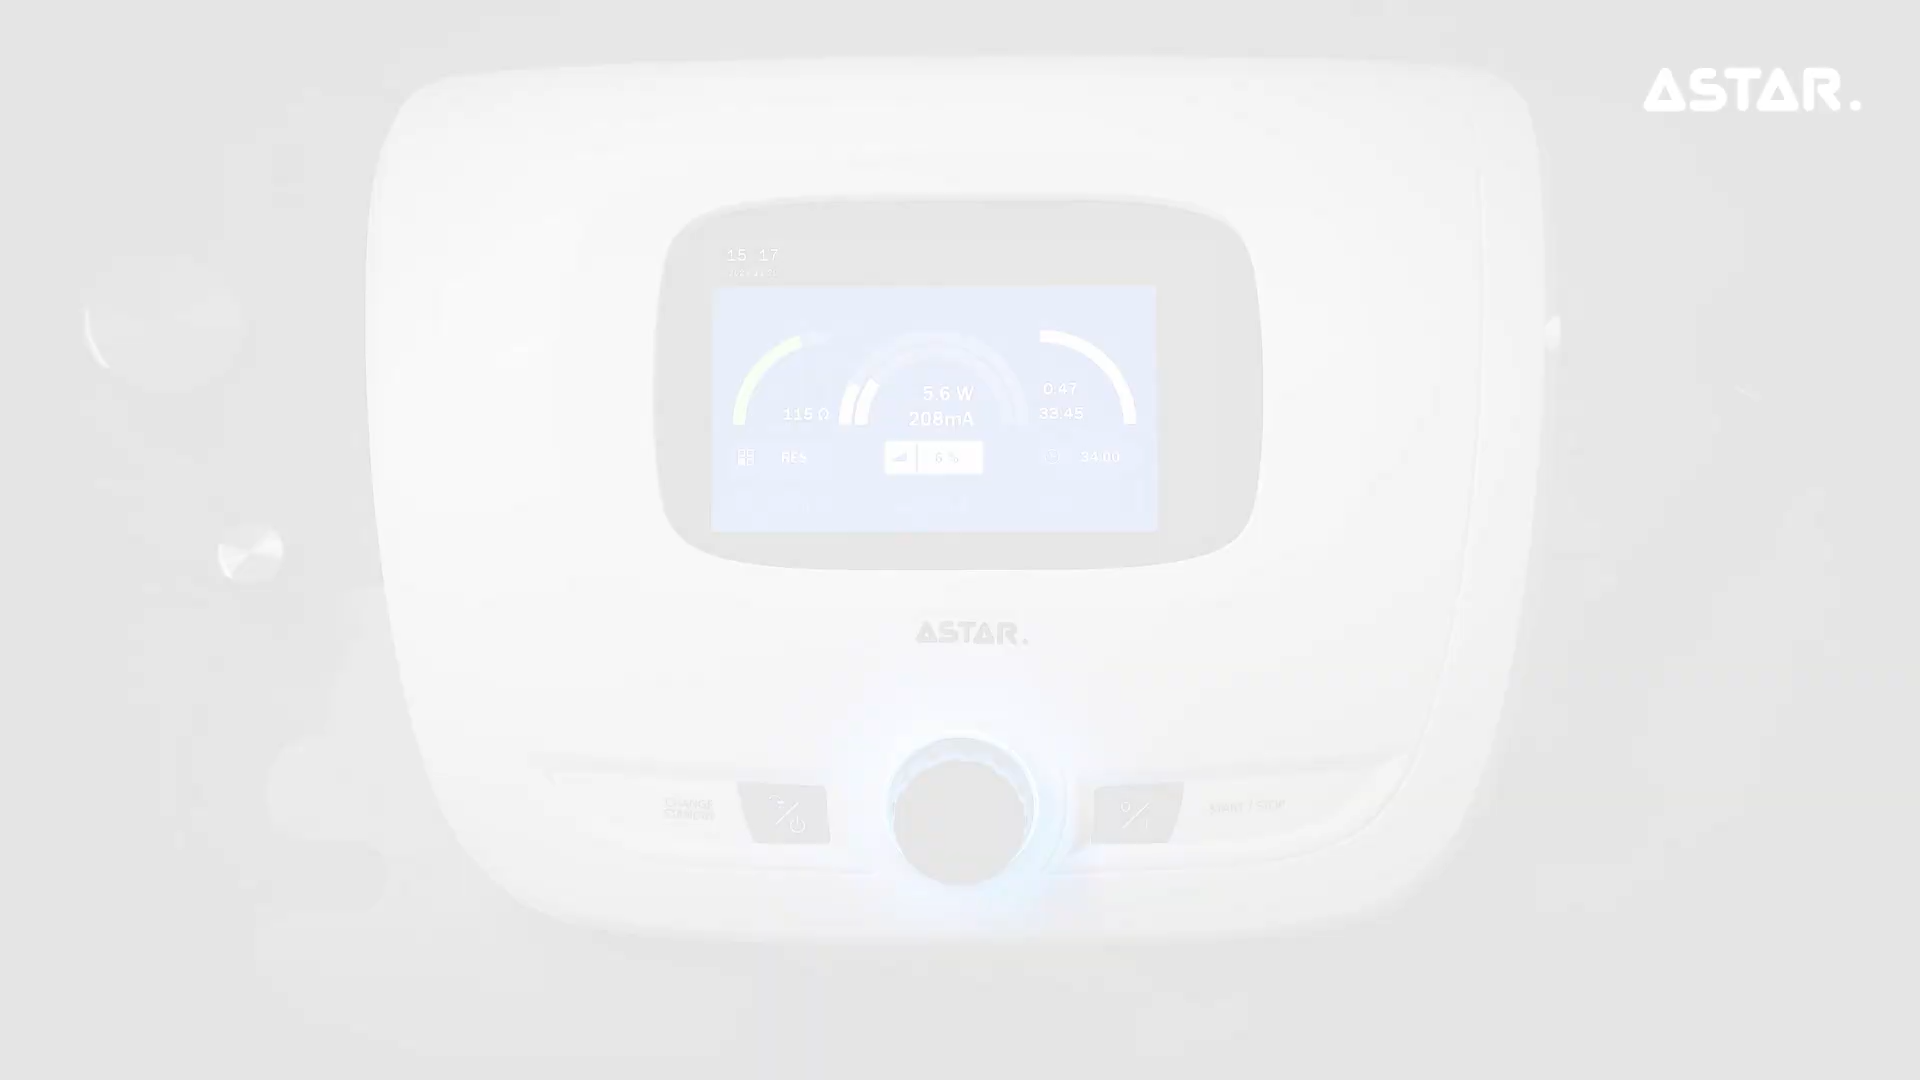 ASTAR.
15 17
115 Ω
5.6 W
208mA
0:47
33:45
RES
6 %
34:00
ASTAR.
CHANGE
START / STOP